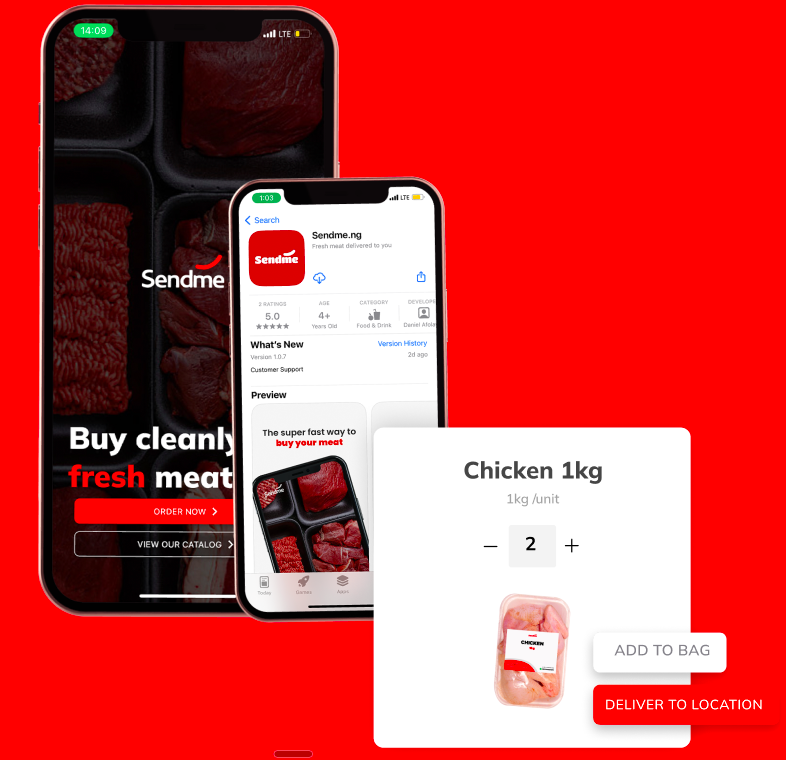 14:09
LTE
Sendme
Buy cleanly
fresh meat
ORDER NOW
VIEW OUR CATALOG
1:03
LTE
Search
Sendme
Sendme.ng
Fresh meat delivered to you
2 RATINGS
5.0
★★★★★
AGE
4+
Years Old
CATEGORY
Food & Drink
DEVELOPE
Daniel Afola
What's New
Version History
Version 1.0.7
2d ago
Customer Support
Preview
The super fast way to
buy your meat
Sendme
Today
Games
Apps
Chicken 1kg
1kg /unit
– 2 +
CHICKEN
1kg
ADD TO BAG
DELIVER TO LOCATION